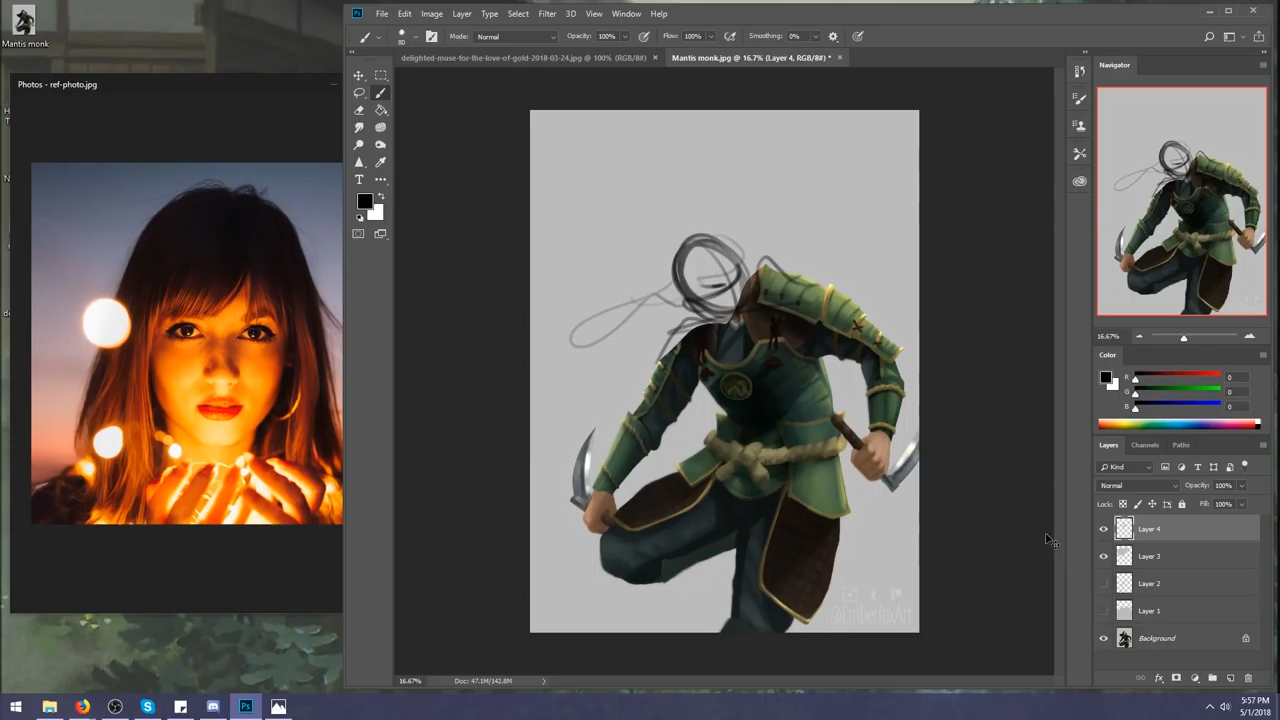 Mantis monk
Photos - ref-photo.jpg
File Edit Image Layer Type Select Filter 3D View Window Help
80 Mode: Normal Opacity: 100% Flow: 100% Smoothing: 0%
delighted-muse-for-the-love-of-gold-2018-03-24.jpg @ 100% (RGB/8#) × Mantis monk.jpg @ 16.7% (Layer 4, RGB/8#) * ×
Navigator
16.67%
Color
R 0
G 0
B 0
Layers Channels Paths
Kind
Normal Opacity: 100%
Lock: Fill: 100%
Layer 4
Layer 3
Layer 2
Layer 1
Background
@EmberfoxArt
16.67% Doc: 47.1M/142.8M
Ps
5:57 PM
5/1/2018